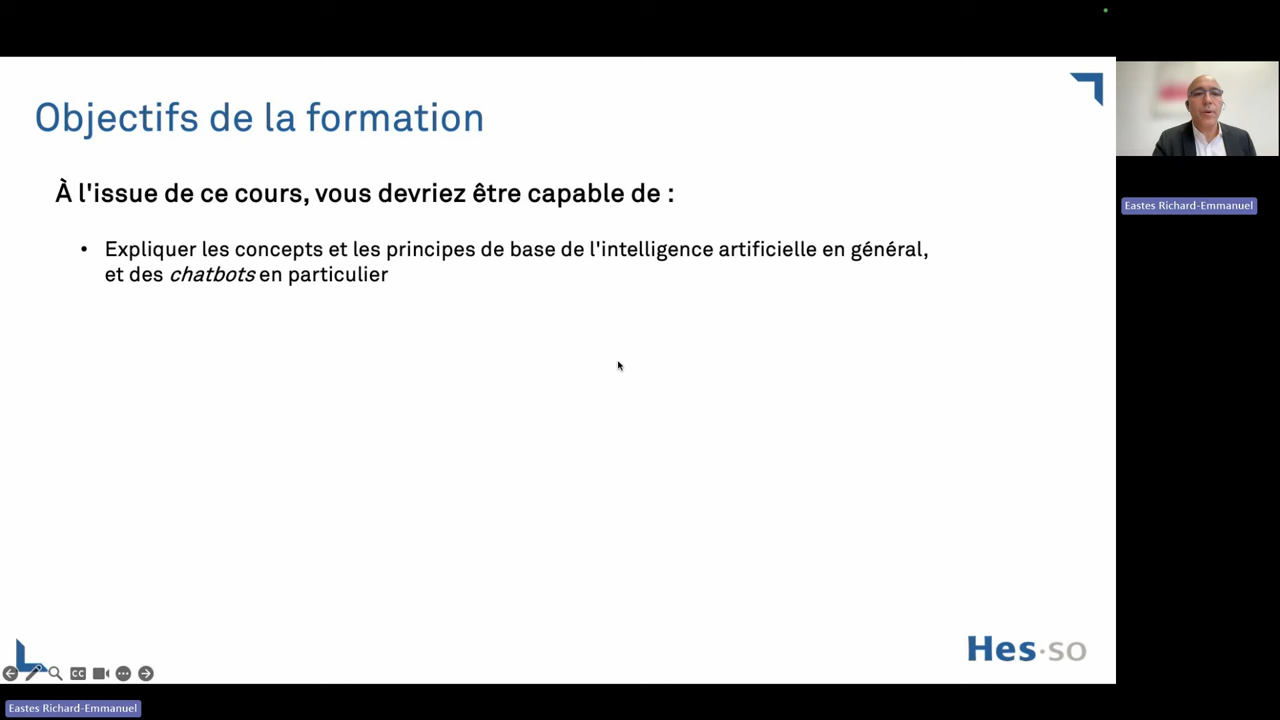 Objectifs de la formation
À l'issue de ce cours, vous devriez être capable de :
• Expliquer les concepts et les principes de base de l'intelligence artificielle en général,
et des chatbots en particulier
Eastes Richard-Emmanuel
Hes·so
CC
Eastes Richard-Emmanuel